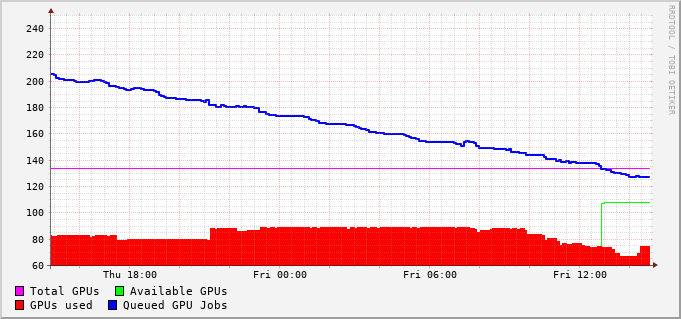 RRDTOOL / TOBI OETIKER
240
220
200
180
160
140
120
100
80
60
Thu 18:00 Fri 00:00 Fri 06:00 Fri 12:00
Total GPUs Available GPUs
GPUs used Queued GPU Jobs